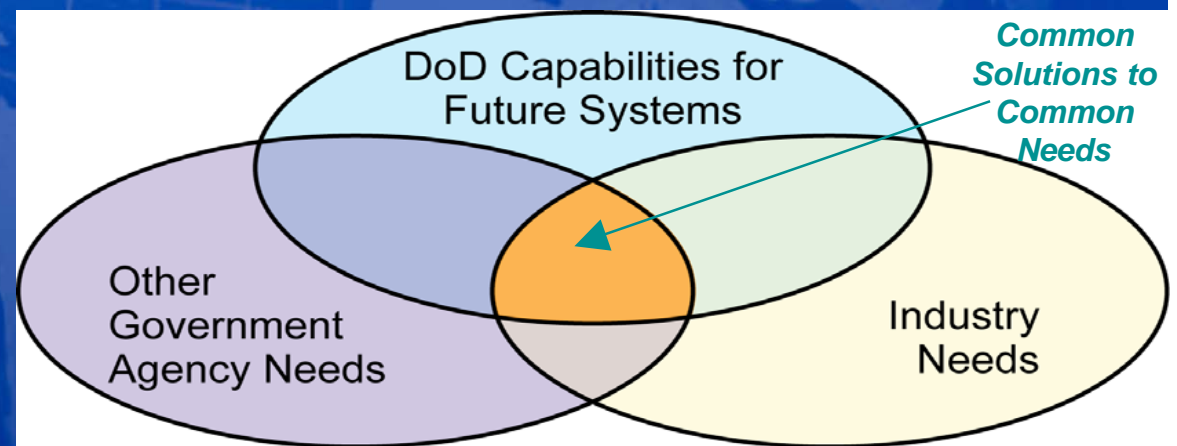 DoD Capabilities for
Future Systems
Common
Solutions to
Common
Needs
Other
Government
Agency Needs
Industry
Needs